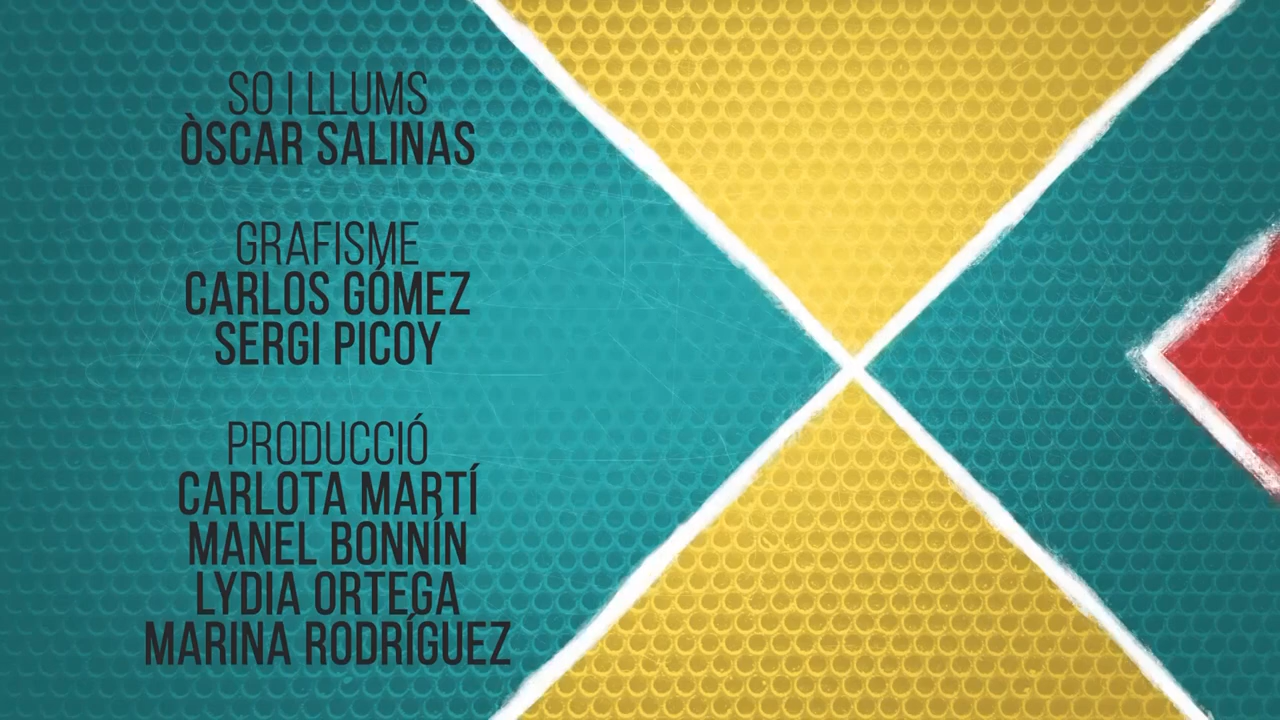 SO I LLUMS
ÒSCAR SALINAS
GRAFISME
CARLOS GÓMEZ
SERGI PICOY
PRODUCCIÓ
CARLOTA MARTÍ
MANEL BONNÍN
LYDIA ORTEGA
MARINA RODRÍGUEZ